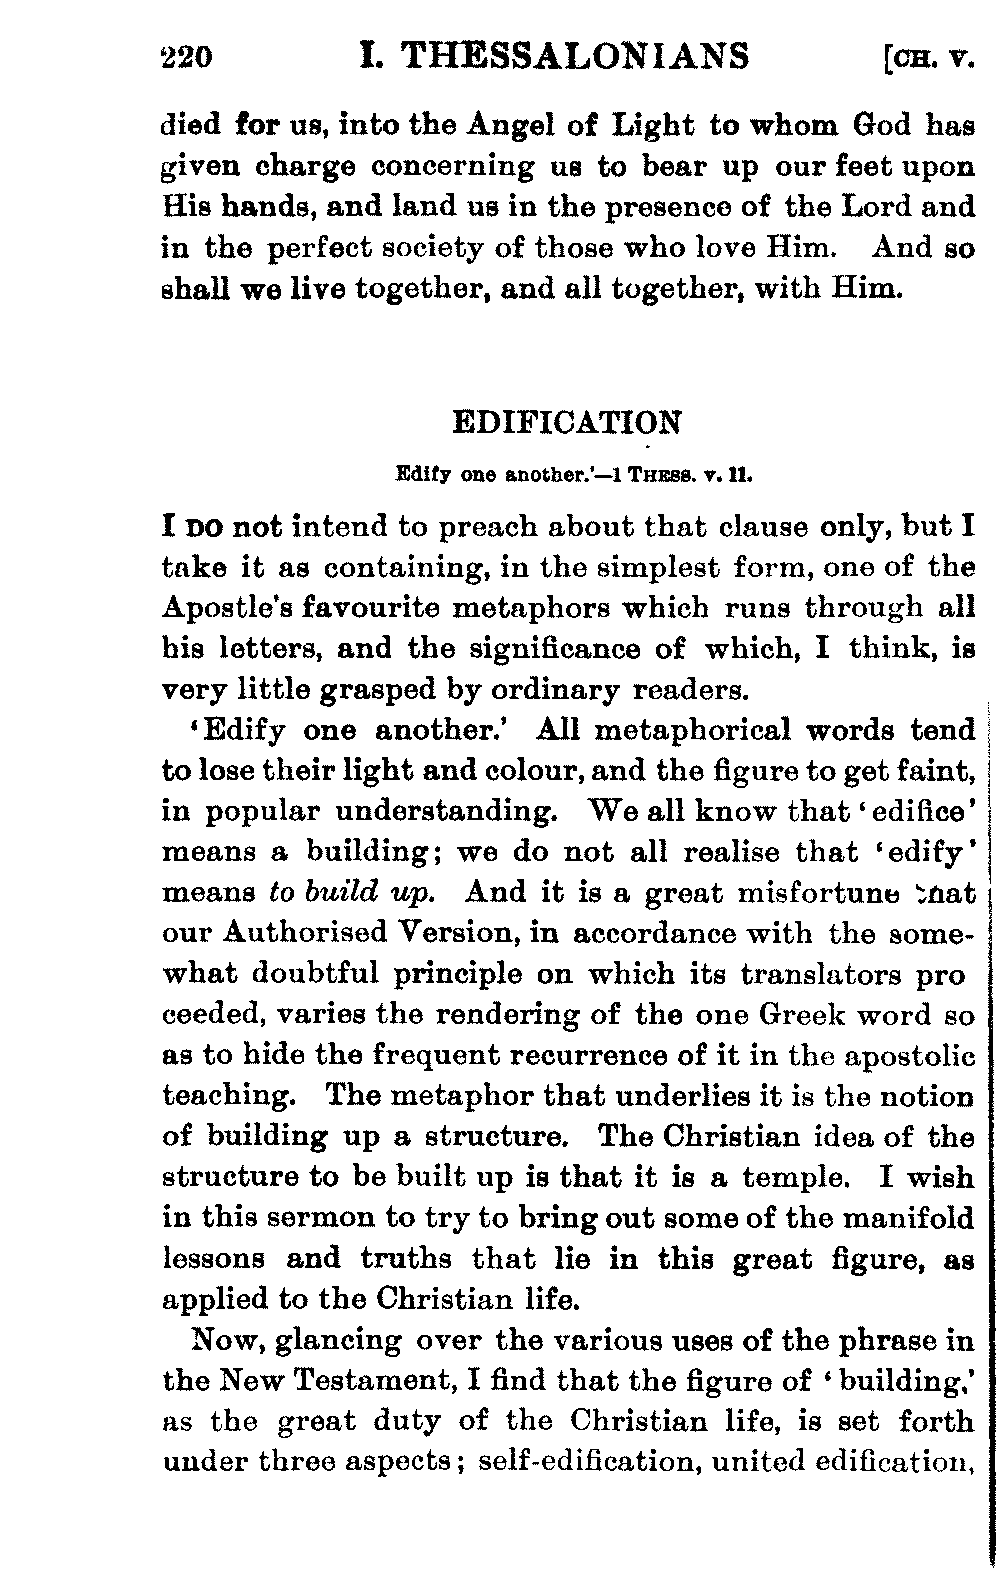 220 I. THESSALONIANS [CH. V.
died for us, into the Angel of Light to whom God has
given charge concerning us to bear up our feet upon
His hands, and land us in the presence of the Lord and
in the perfect society of those who love Him. And so
shall we live together, and all together, with Him.
EDIFICATION
Edify one another.'—1 THESS. v. 11.
I DO not intend to preach about that clause only, but I
take it as containing, in the simplest form, one of the
Apostle's favourite metaphors which runs through all
his letters, and the significance of which, I think, is
very little grasped by ordinary readers.
'Edify one another.' All metaphorical words tend
to lose their light and colour, and the figure to get faint,
in popular understanding. We all know that 'edifice'
means a building; we do not all realise that 'edify'
means to build up. And it is a great misfortune that
our Authorised Version, in accordance with the some-
what doubtful principle on which its translators pro
ceeded, varies the rendering of the one Greek word so
as to hide the frequent recurrence of it in the apostolic
teaching. The metaphor that underlies it is the notion
of building up a structure. The Christian idea of the
structure to be built up is that it is a temple. I wish
in this sermon to try to bring out some of the manifold
lessons and truths that lie in this great figure, as
applied to the Christian life.
Now, glancing over the various uses of the phrase in
the New Testament, I find that the figure of 'building,'
as the great duty of the Christian life, is set forth
under three aspects; self-edification, united edification,